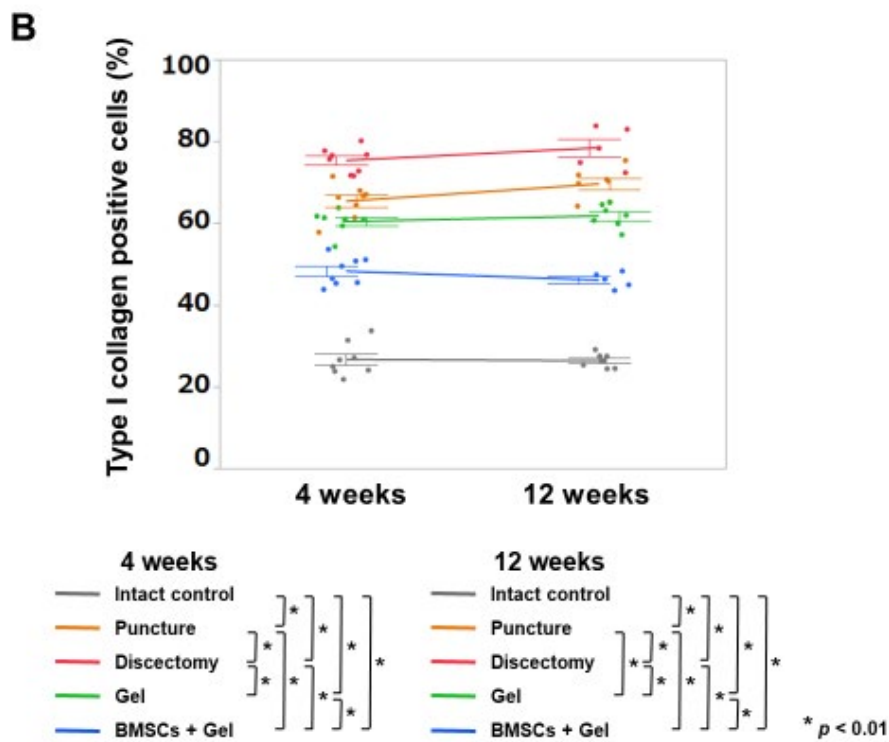 B
Type I collagen positive cells (%)
100
80
60
40
20
0
4 weeks 12 weeks
4 weeks 12 weeks
Intact control Intact control
* *
Puncture Puncture
* * * * * * * * *
Discectomy Discectomy
* * * * * *
Gel Gel
* *
BMSCs + Gel BMSCs + Gel
* p < 0.01